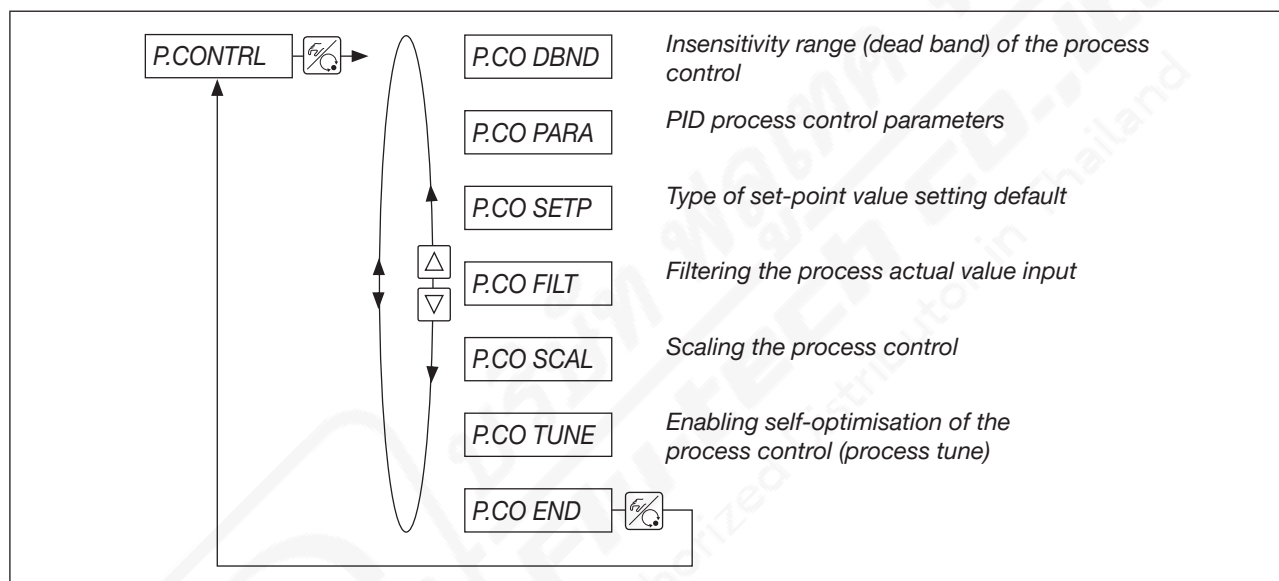 P.CONTRL
P.CO DBND
Insensitivity range (dead band) of the process
control
P.CO PARA
PID process control parameters
P.CO SETP
Type of set-point value setting default
P.CO FILT
Filtering the process actual value input
P.CO SCAL
Scaling the process control
P.CO TUNE
Enabling self-optimisation of the
process control (process tune)
P.CO END